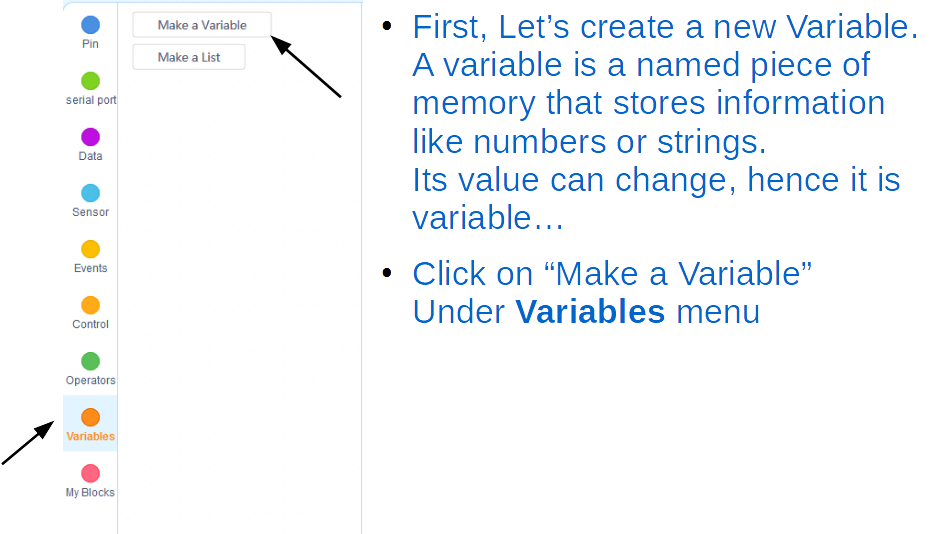 Pin
serial port
Data
Sensor
Events
Control
Operators
Variables
My Blocks
Make a Variable
Make a List
• First, Let’s create a new Variable.
A variable is a named piece of
memory that stores information
like numbers or strings.
Its value can change, hence it is
variable…
• Click on “Make a Variable”
Under Variables menu